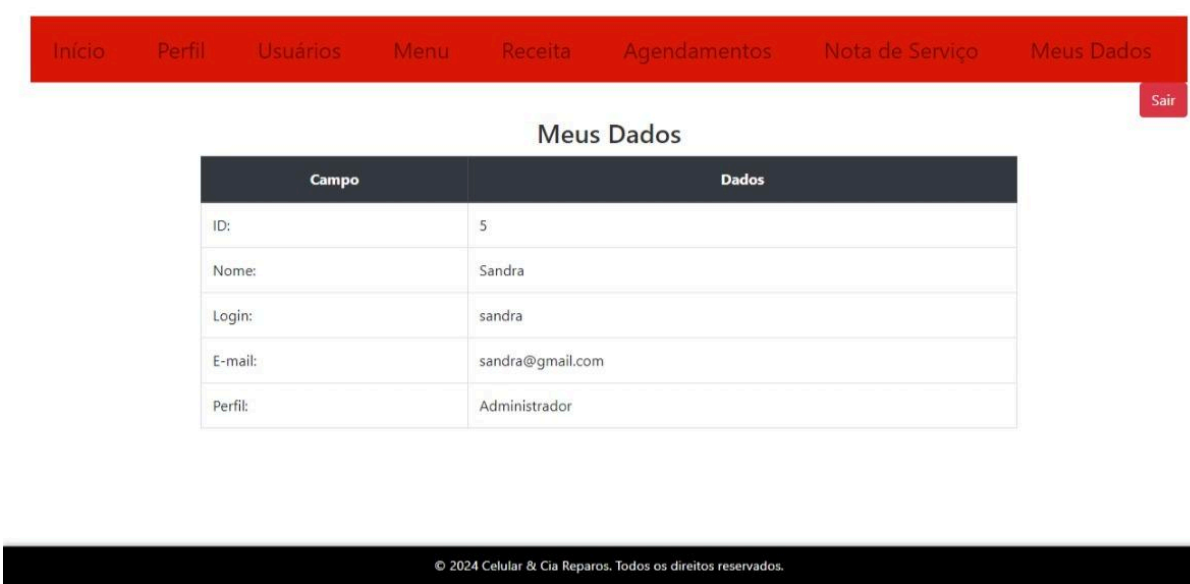 Início Perfil Usuários Menu Receita Agendamentos Nota de Serviço Meus Dados
Sair
Meus Dados
Campo Dados
ID: 5
Nome: Sandra
Login: sandra
E-mail: sandra@gmail.com
Perfil: Administrador
© 2024 Celular & Cia Reparos. Todos os direitos reservados.